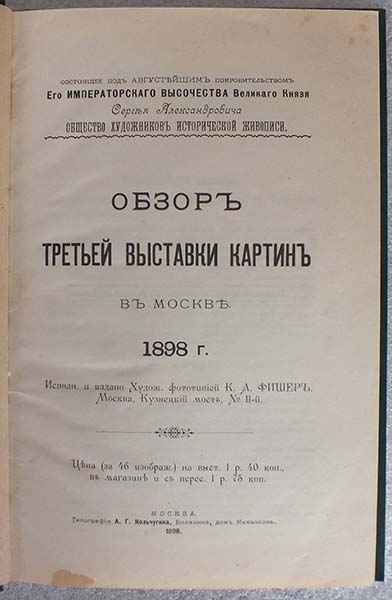 СОСТОЯЩЕЕ ПОДЪ АВГУСТѢЙШИМЪ ПОКРОВИТЕЛЬСТВОМЪ
Его ИМПЕРАТОРСКАГО ВЫСОЧЕСТВА Великаго Князя
Сергѣя Александровича
ОБЩЕСТВО ХУДОЖНИКОВЪ ИСТОРИЧЕСКОЙ ЖИВОПИСИ.
ОБЗОРЪ
ТРЕТЬЕЙ ВЫСТАВКИ КАРТИНЪ
ВЪ МОСКВѢ.
1898 г.
Исполн. и издано Худож. фототипіей К. А. ФИШЕРЪ.
Москва, Кузнецкій мостъ, № 11-й.
Цѣна (за 46 изображ.) на выст. 1 р. 40 коп.,
въ магазинѣ и съ перес. 1 р. 75 коп.
МОСКВА.
Типографія А. Г. Кольчугина, Волхонка, домъ Михалкова.
1898.